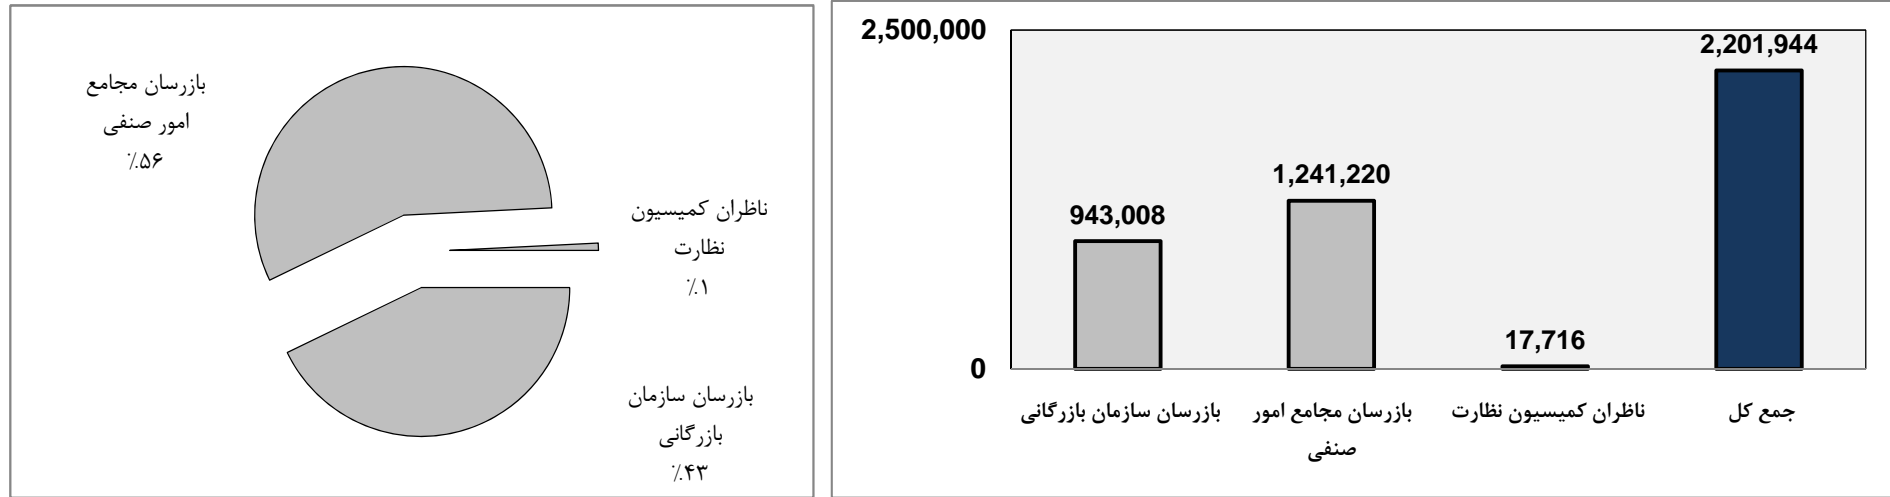 بازرسان مجامع
امور صنفی
٪۵۶
ناظران کمیسیون
نظارت
٪۱
بازرسان سازمان
بازرگانی
٪۴۳
2,500,000
0
943,008
1,241,220
17,716
2,201,944
بازرسان سازمان بازرگانی
بازرسان مجامع امور
صنفی
ناظران کمیسیون نظارت
جمع کل